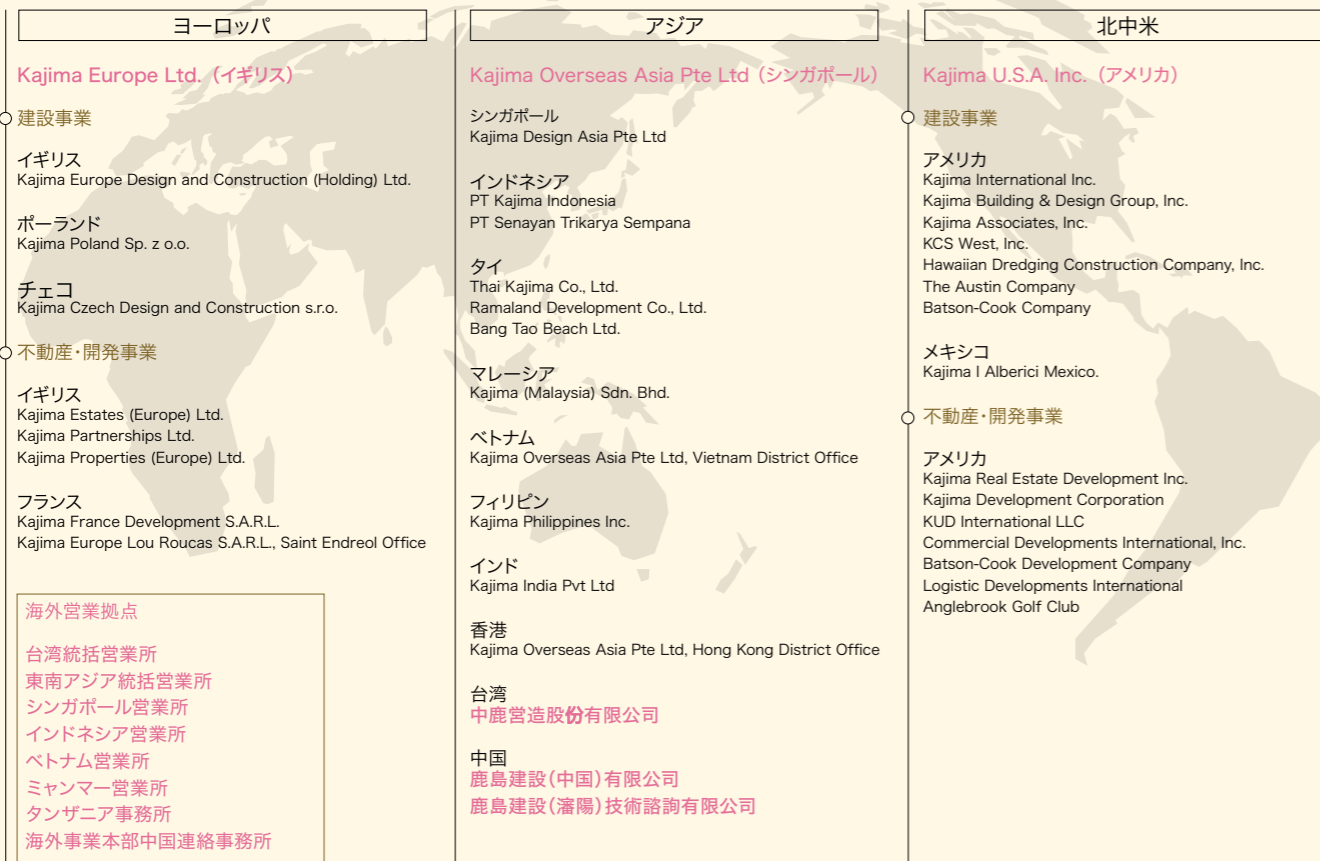 ヨーロッパ
Kajima Europe Ltd.（イギリス）
建設事業
イギリス
Kajima Europe Design and Construction (Holding) Ltd.
ポーランド
Kajima Poland Sp. z o.o.
チェコ
Kajima Czech Design and Construction s.r.o.
不動産・開発事業
イギリス
Kajima Estates (Europe) Ltd.
Kajima Partnerships Ltd.
Kajima Properties (Europe) Ltd.
フランス
Kajima France Development S.A.R.L.
Kajima Europe Lou Roucas S.A.R.L., Saint Endreol Office
海外営業拠点
台湾統括営業所
東南アジア統括営業所
シンガポール営業所
インドネシア営業所
ベトナム営業所
ミャンマー営業所
タンザニア事務所
海外事業本部中国連絡事務所
アジア
Kajima Overseas Asia Pte Ltd（シンガポール）
シンガポール
Kajima Design Asia Pte Ltd
インドネシア
PT Kajima Indonesia
PT Senayan Trikarya Sempana
タイ
Thai Kajima Co., Ltd.
Ramaland Development Co., Ltd.
Bang Tao Beach Ltd.
マレーシア
Kajima (Malaysia) Sdn. Bhd.
ベトナム
Kajima Overseas Asia Pte Ltd, Vietnam District Office
フィリピン
Kajima Philippines Inc.
インド
Kajima India Pvt Ltd
香港
Kajima Overseas Asia Pte Ltd, Hong Kong District Office
台湾
中鹿営造股份有限公司
中国
鹿島建設（中国）有限公司
鹿島建設（瀋陽）技術諮詢有限公司
北中米
Kajima U.S.A. Inc.（アメリカ）
建設事業
アメリカ
Kajima International Inc.
Kajima Building & Design Group, Inc.
Kajima Associates, Inc.
KCS West, Inc.
Hawaiian Dredging Construction Company, Inc.
The Austin Company
Batson-Cook Company
メキシコ
Kajima I Alberici Mexico.
不動産・開発事業
アメリカ
Kajima Real Estate Development Inc.
Kajima Development Corporation
KUD International LLC
Commercial Developments International, Inc.
Batson-Cook Development Company
Logistic Developments International
Anglebrook Golf Club